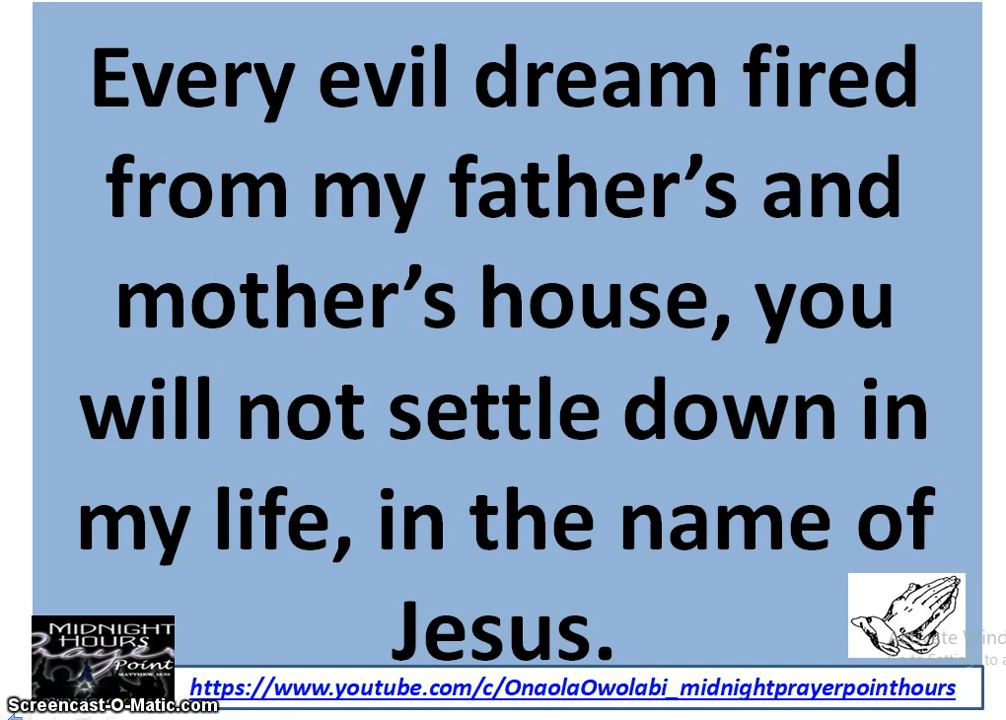 Every evil dream fired
from my father’s and
mother’s house, you
will not settle down in
my life, in the name of
Jesus.
MIDNIGHT
HOURS
Praye
Point
https://www.youtube.com/c/OnaolaOwolabi_midnightprayerpointhours
Screencast-O-Matic.com